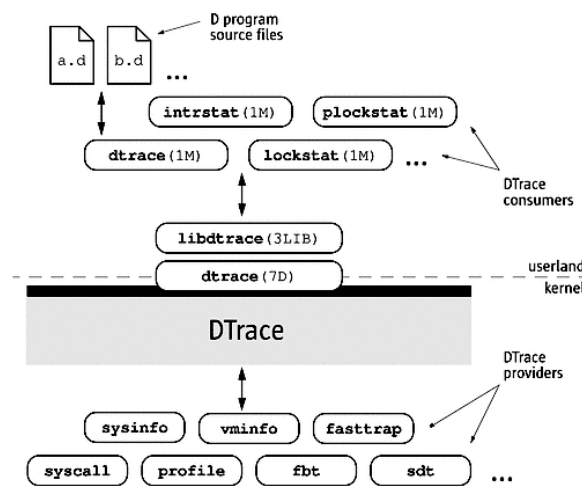 D program
source files
a.d b.d ...
intrstat(1M) plockstat(1M)
dtrace(1M) lockstat(1M) ...
DTrace
consumers
libdtrace(3LIB)
userland
dtrace(7D)
kernel
DTrace
DTrace
providers
sysinfo vminfo fasttrap
syscall profile fbt sdt ...